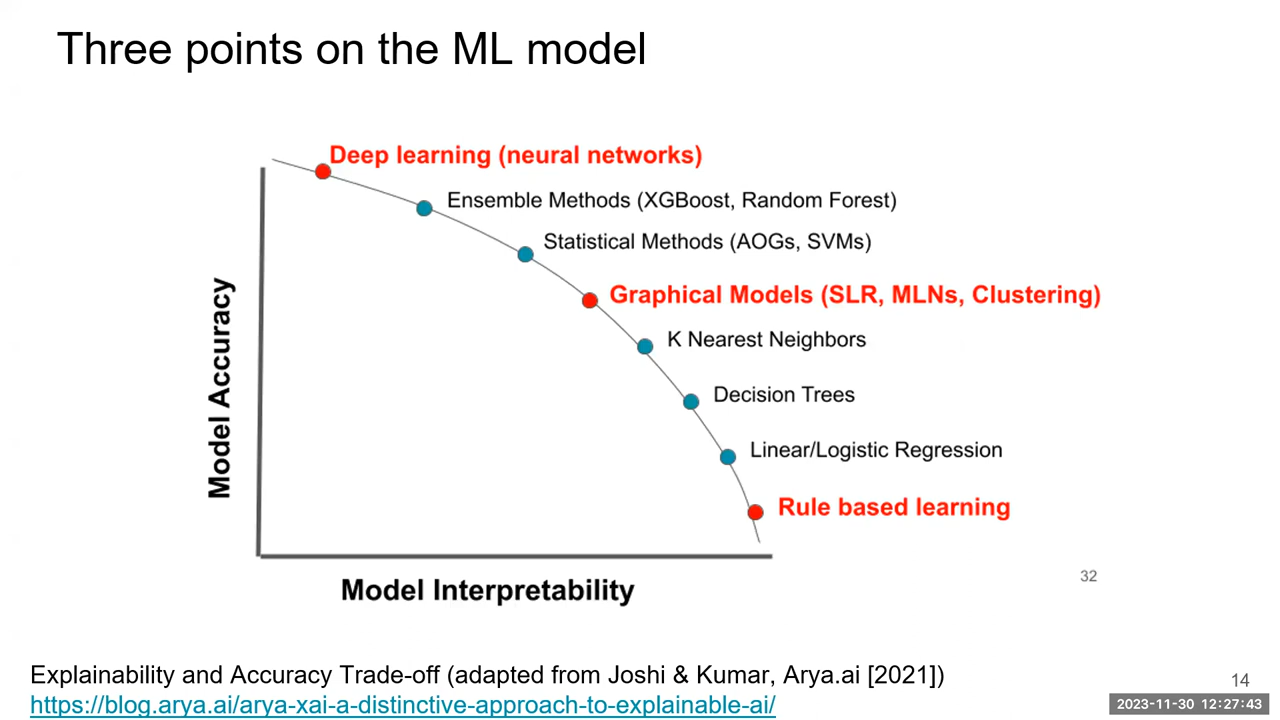 Three points on the ML model
Deep learning (neural networks)
Ensemble Methods (XGBoost, Random Forest)
Statistical Methods (AOGs, SVMs)
Graphical Models (SLR, MLNs, Clustering)
K Nearest Neighbors
Decision Trees
Linear/Logistic Regression
Rule based learning
Model Accuracy
Model Interpretability
32
Explainability and Accuracy Trade-off (adapted from Joshi & Kumar, Arya.ai [2021])
https://blog.arya.ai/arya-xai-a-distinctive-approach-to-explainable-ai/
14
2023-11-30 12:27:43